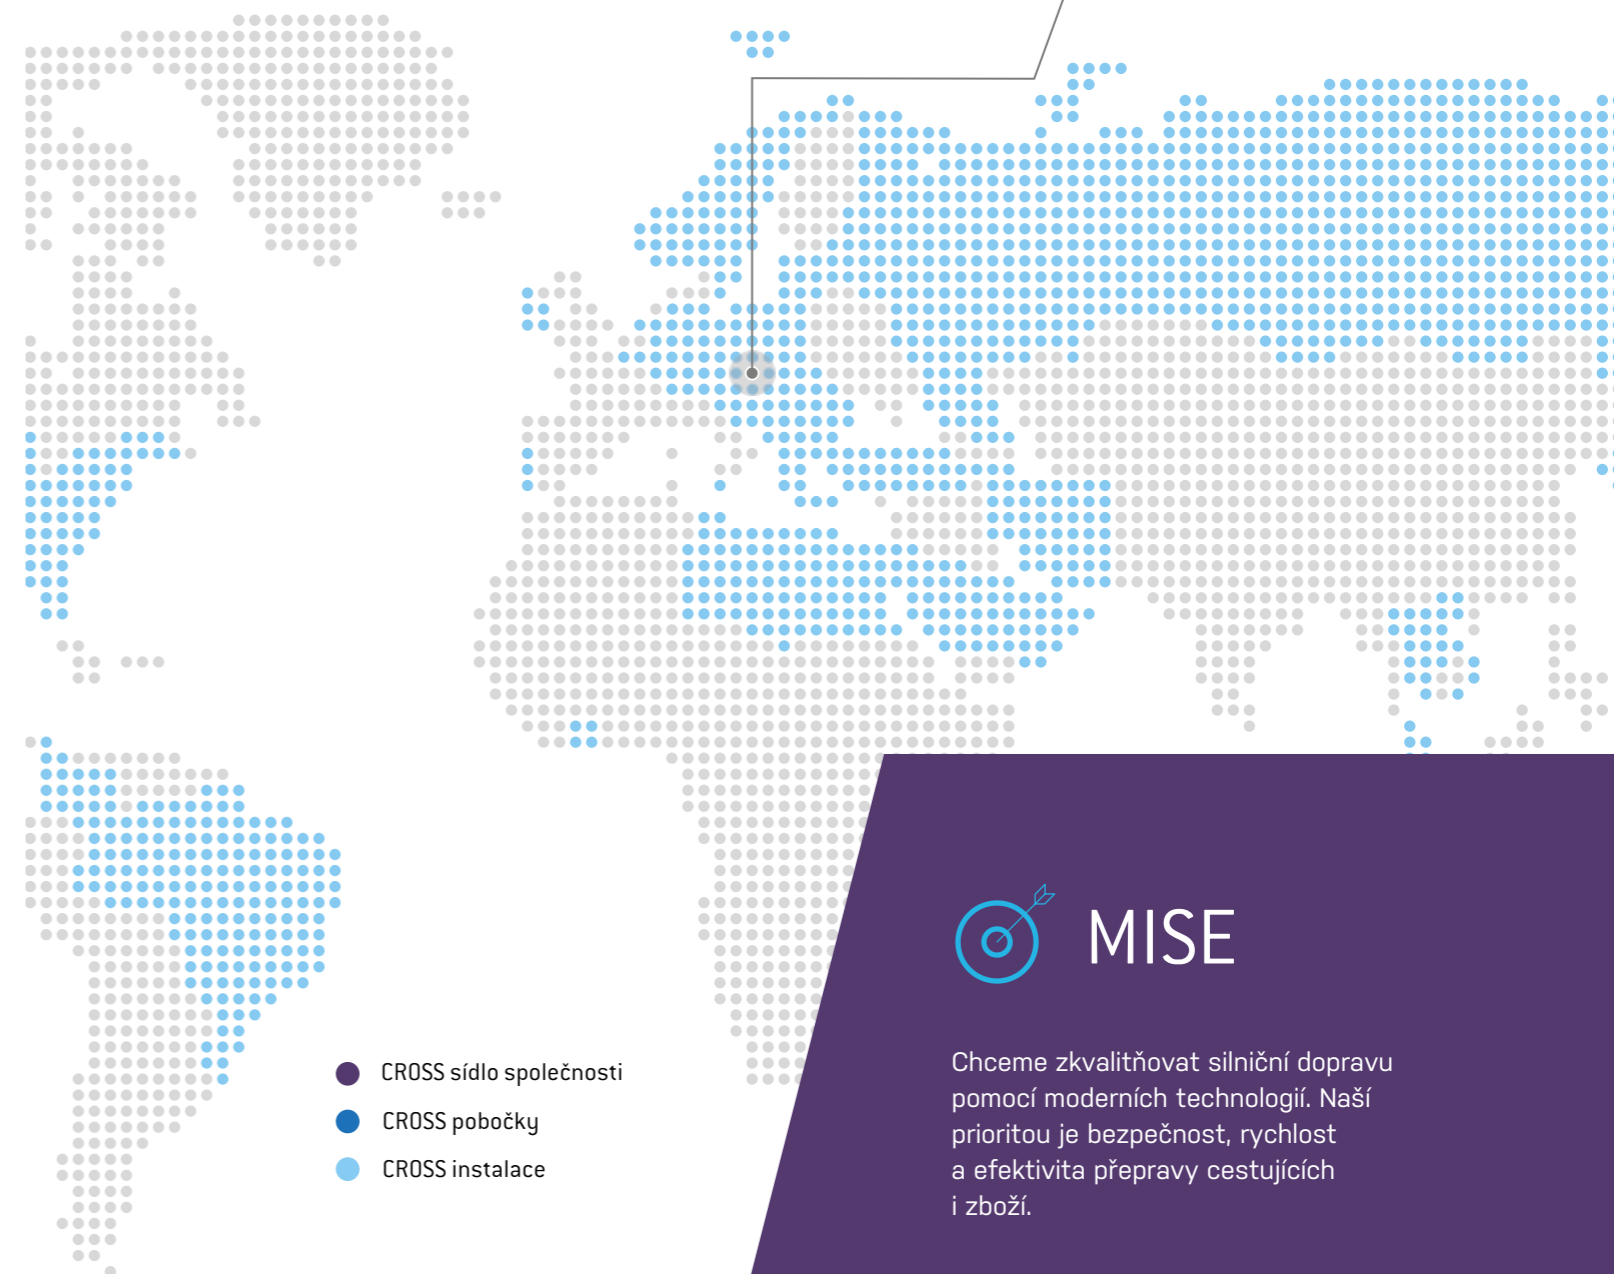 MISE
CROSS sídlo společnosti
CROSS pobočky
CROSS instalace
Chceme zkvalitňovat silniční dopravu
pomocí moderních technologií. Naší
prioritou je bezpečnost, rychlost
a efektivita přepravy cestujících
i zboží.